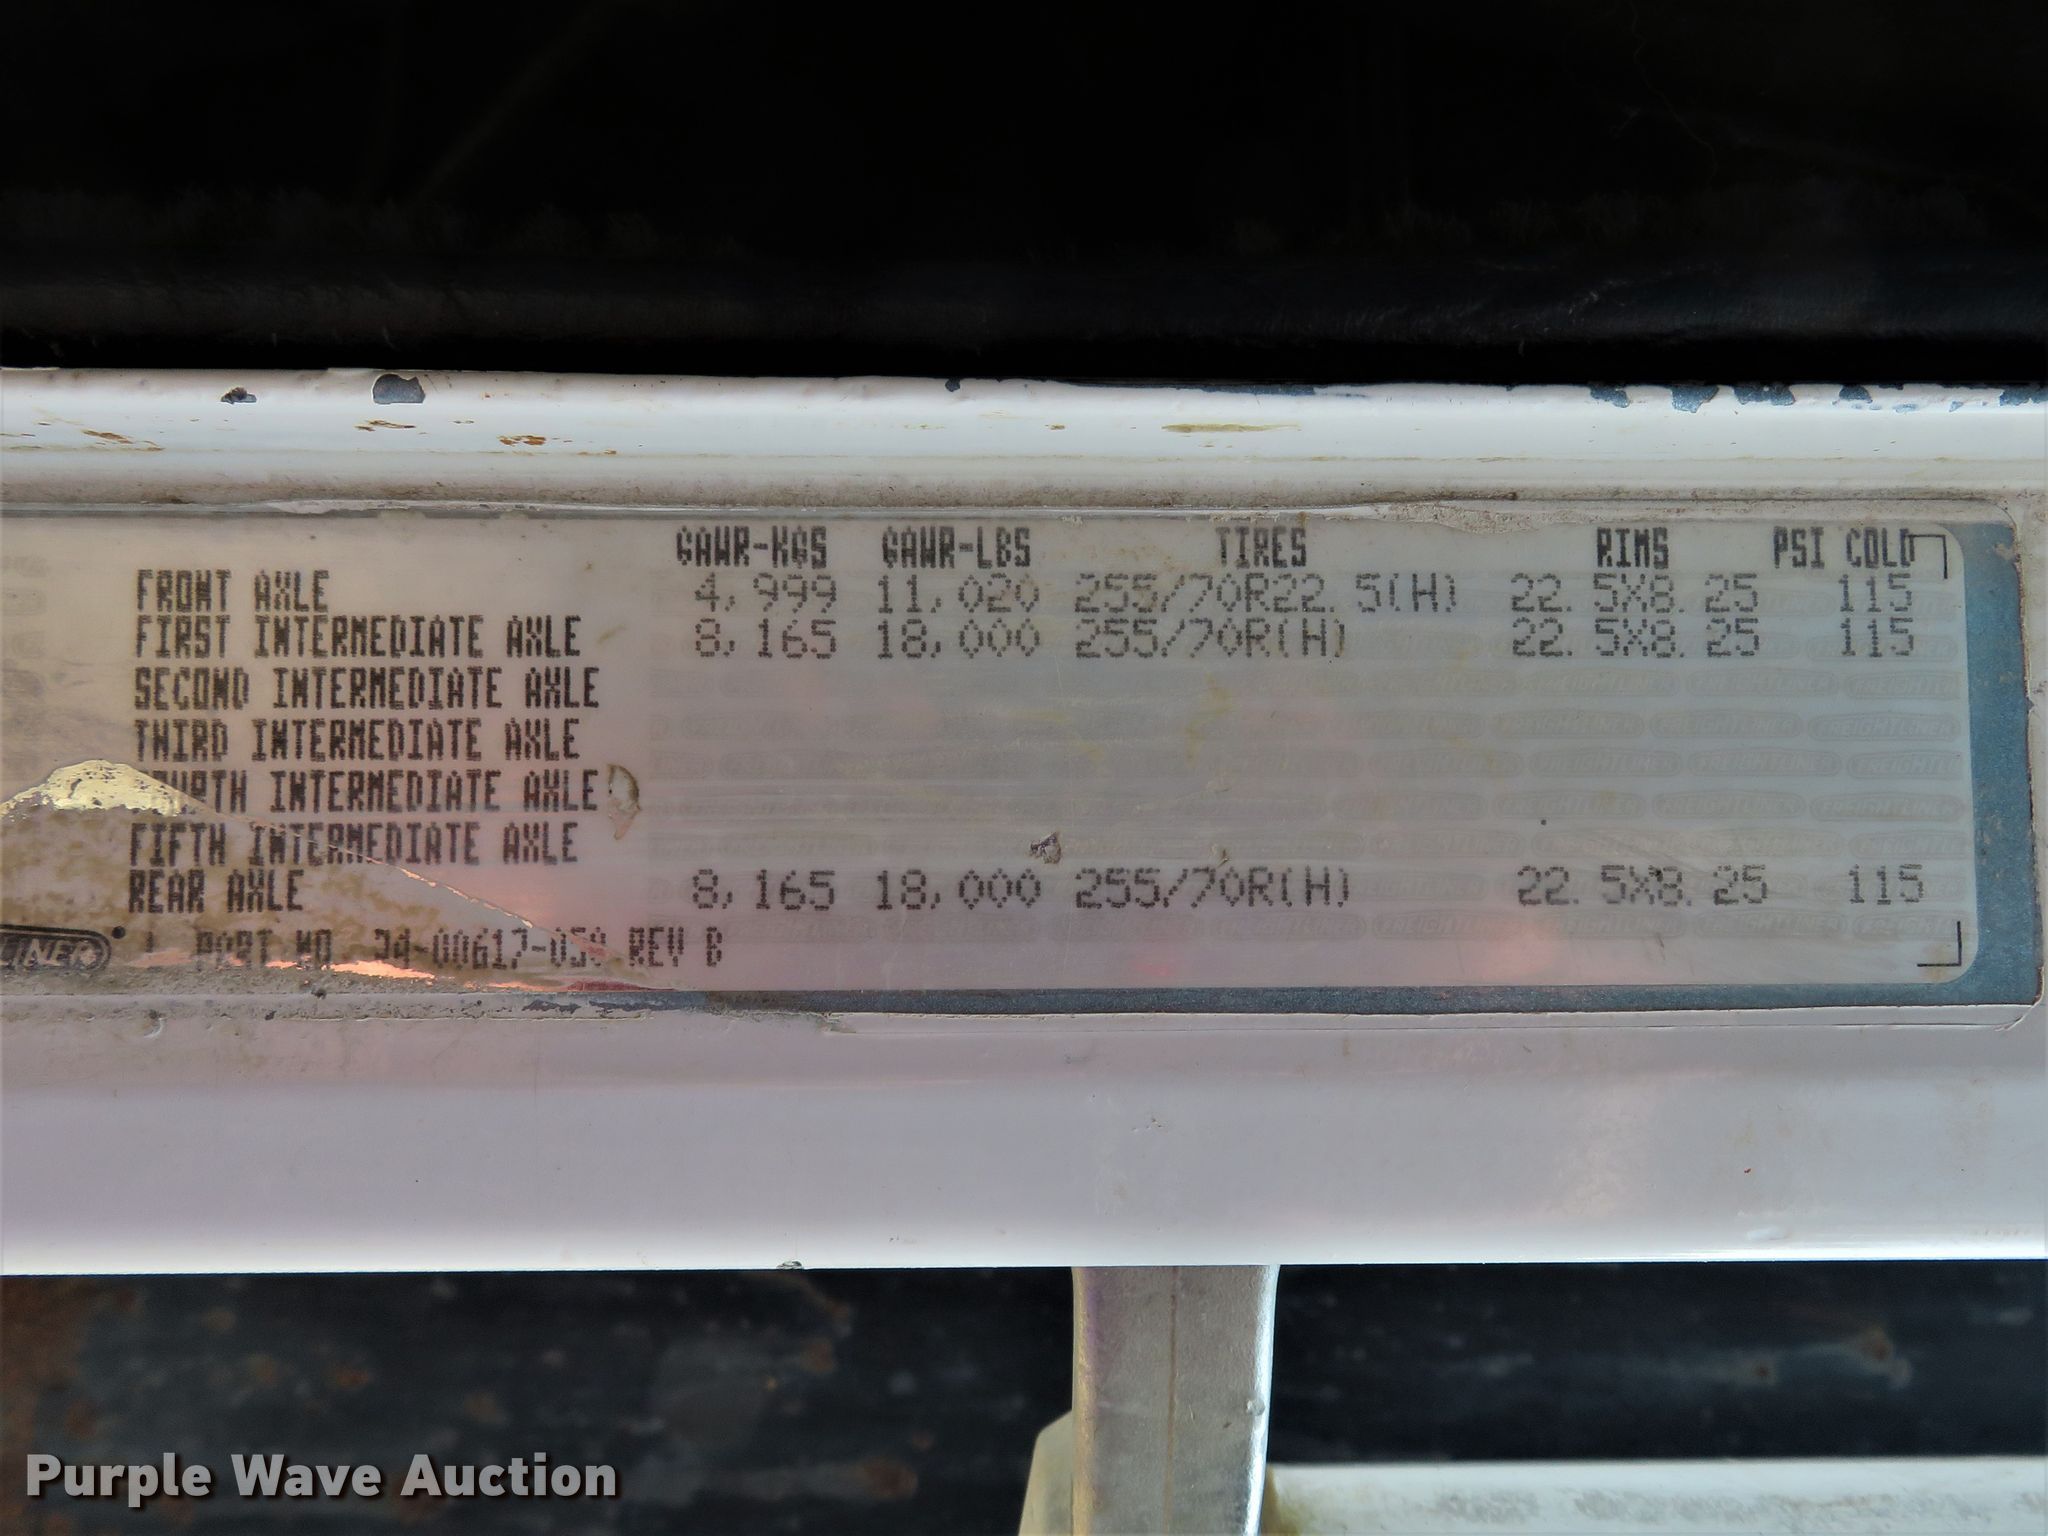 GAWR-KGS GAWR-LBS TIRES RIMS PSI COLD
FRONT AXLE 4,999 11,020 255/70R22.5(H) 22.5X8.25 115
FIRST INTERMEDIATE AXLE 8,165 18,000 255/70R(H) 22.5X8.25 115
SECOND INTERMEDIATE AXLE
THIRD INTERMEDIATE AXLE
FOURTH INTERMEDIATE AXLE
FIFTH INTERMEDIATE AXLE
REAR AXLE 8,165 18,000 255/70R(H) 22.5X8.25 115
PART NO. REV B
Purple Wave Auction